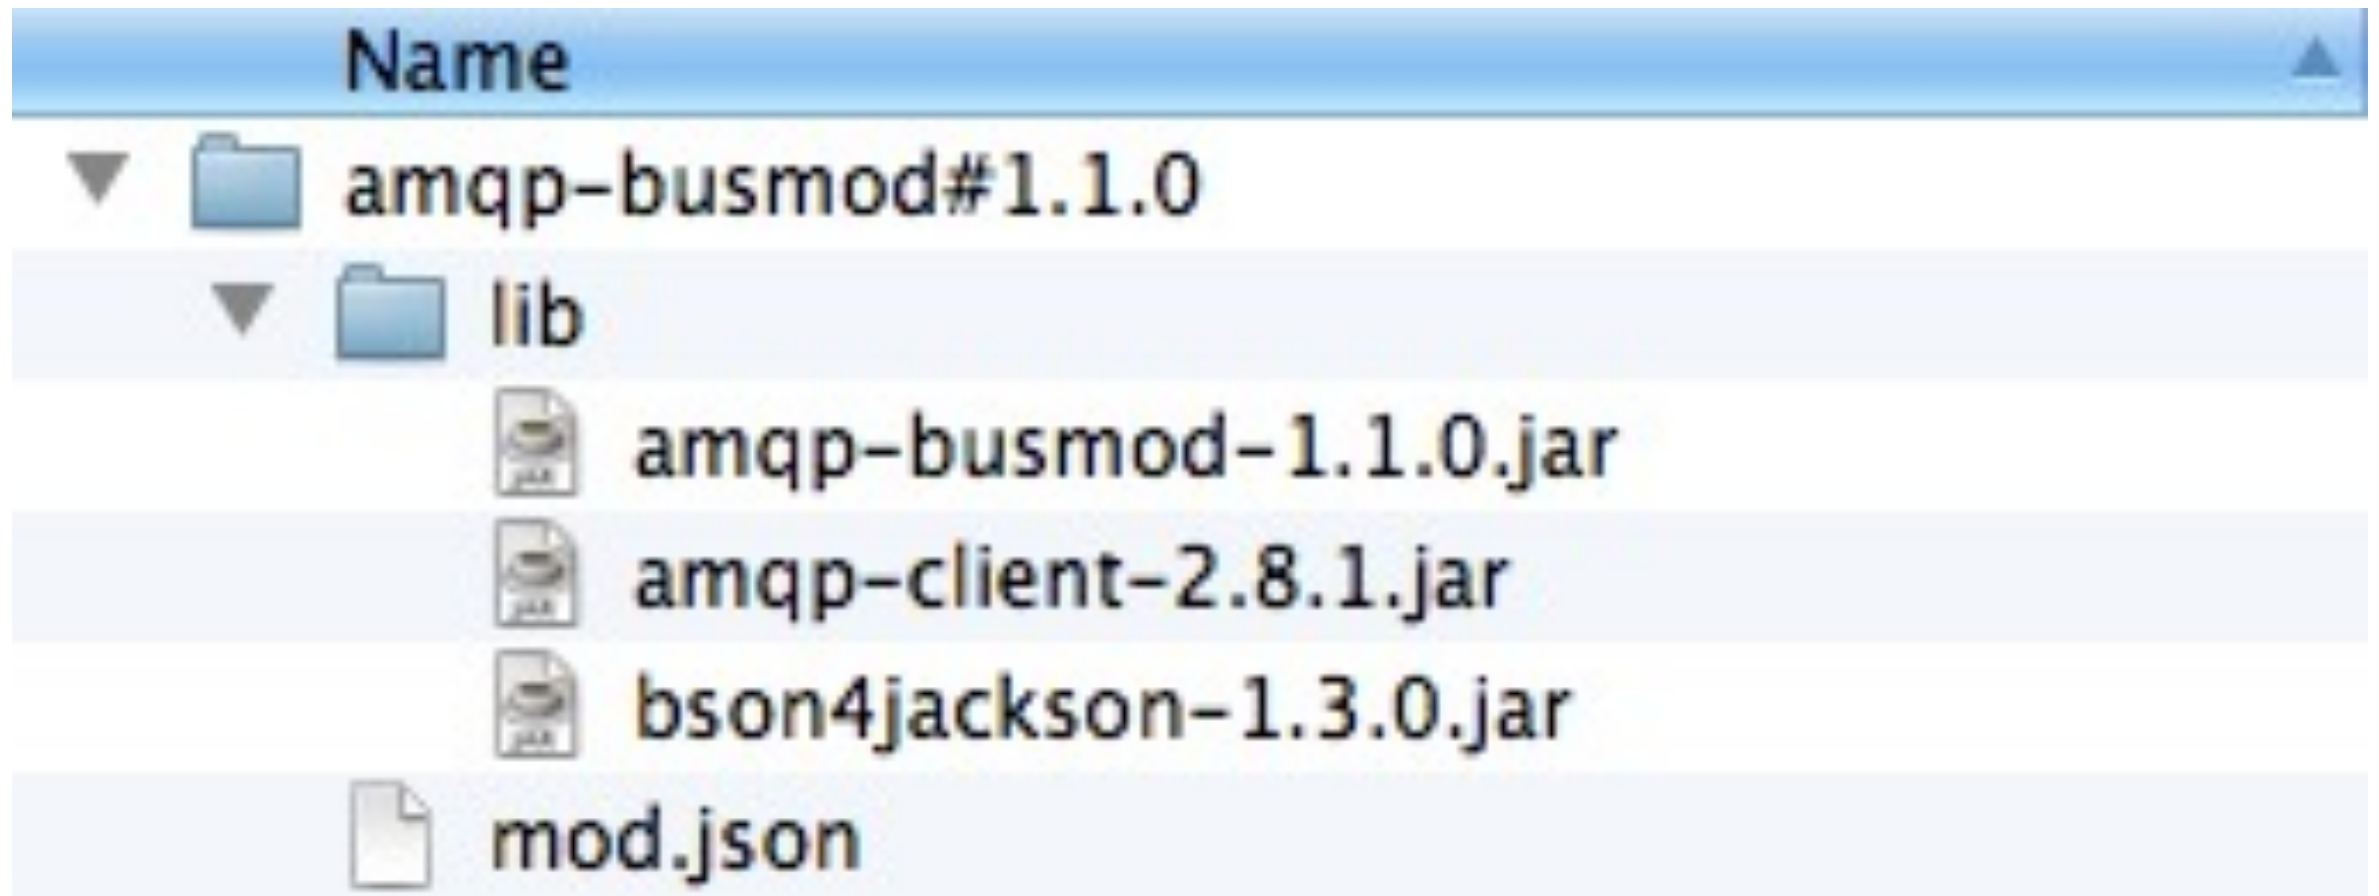 Name
amqp-busmod#1.1.0
lib
amqp-busmod-1.1.0.jar
amqp-client-2.8.1.jar
bson4jackson-1.3.0.jar
mod.json